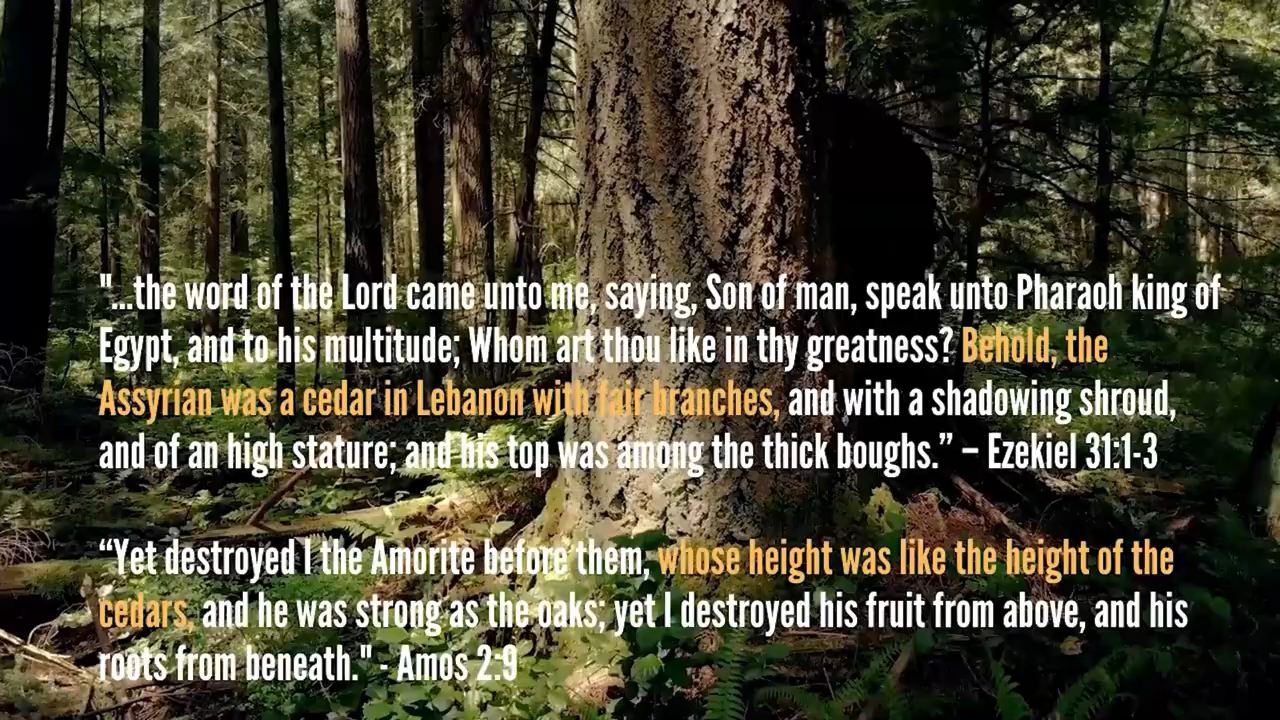 "...the word of the Lord came unto me, saying, Son of man, speak unto Pharaoh king of
Egypt, and to his multitude; Whom art thou like in thy greatness? Behold, the
Assyrian was a cedar in Lebanon with fair branches, and with a shadowing shroud,
and of an high stature; and his top was among the thick boughs.” – Ezekiel 31:1-3
“Yet destroyed I the Amorite before them, whose height was like the height of the
cedars, and he was strong as the oaks; yet I destroyed his fruit from above, and his
roots from beneath." - Amos 2:9